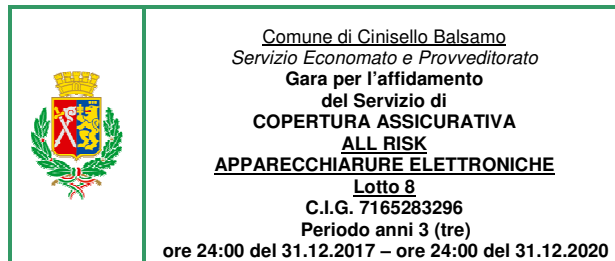 Comune di Cinisello Balsamo
Servizio Economato e Provveditorato
Gara per l'affidamento
del Servizio di
COPERTURA ASSICURATIVA
ALL RISK
APPARECCHIARURE ELETTRONICHE
Lotto 8
C.I.G. 7165283296
Periodo anni 3 (tre)
ore 24:00 del 31.12.2017 – ore 24:00 del 31.12.2020